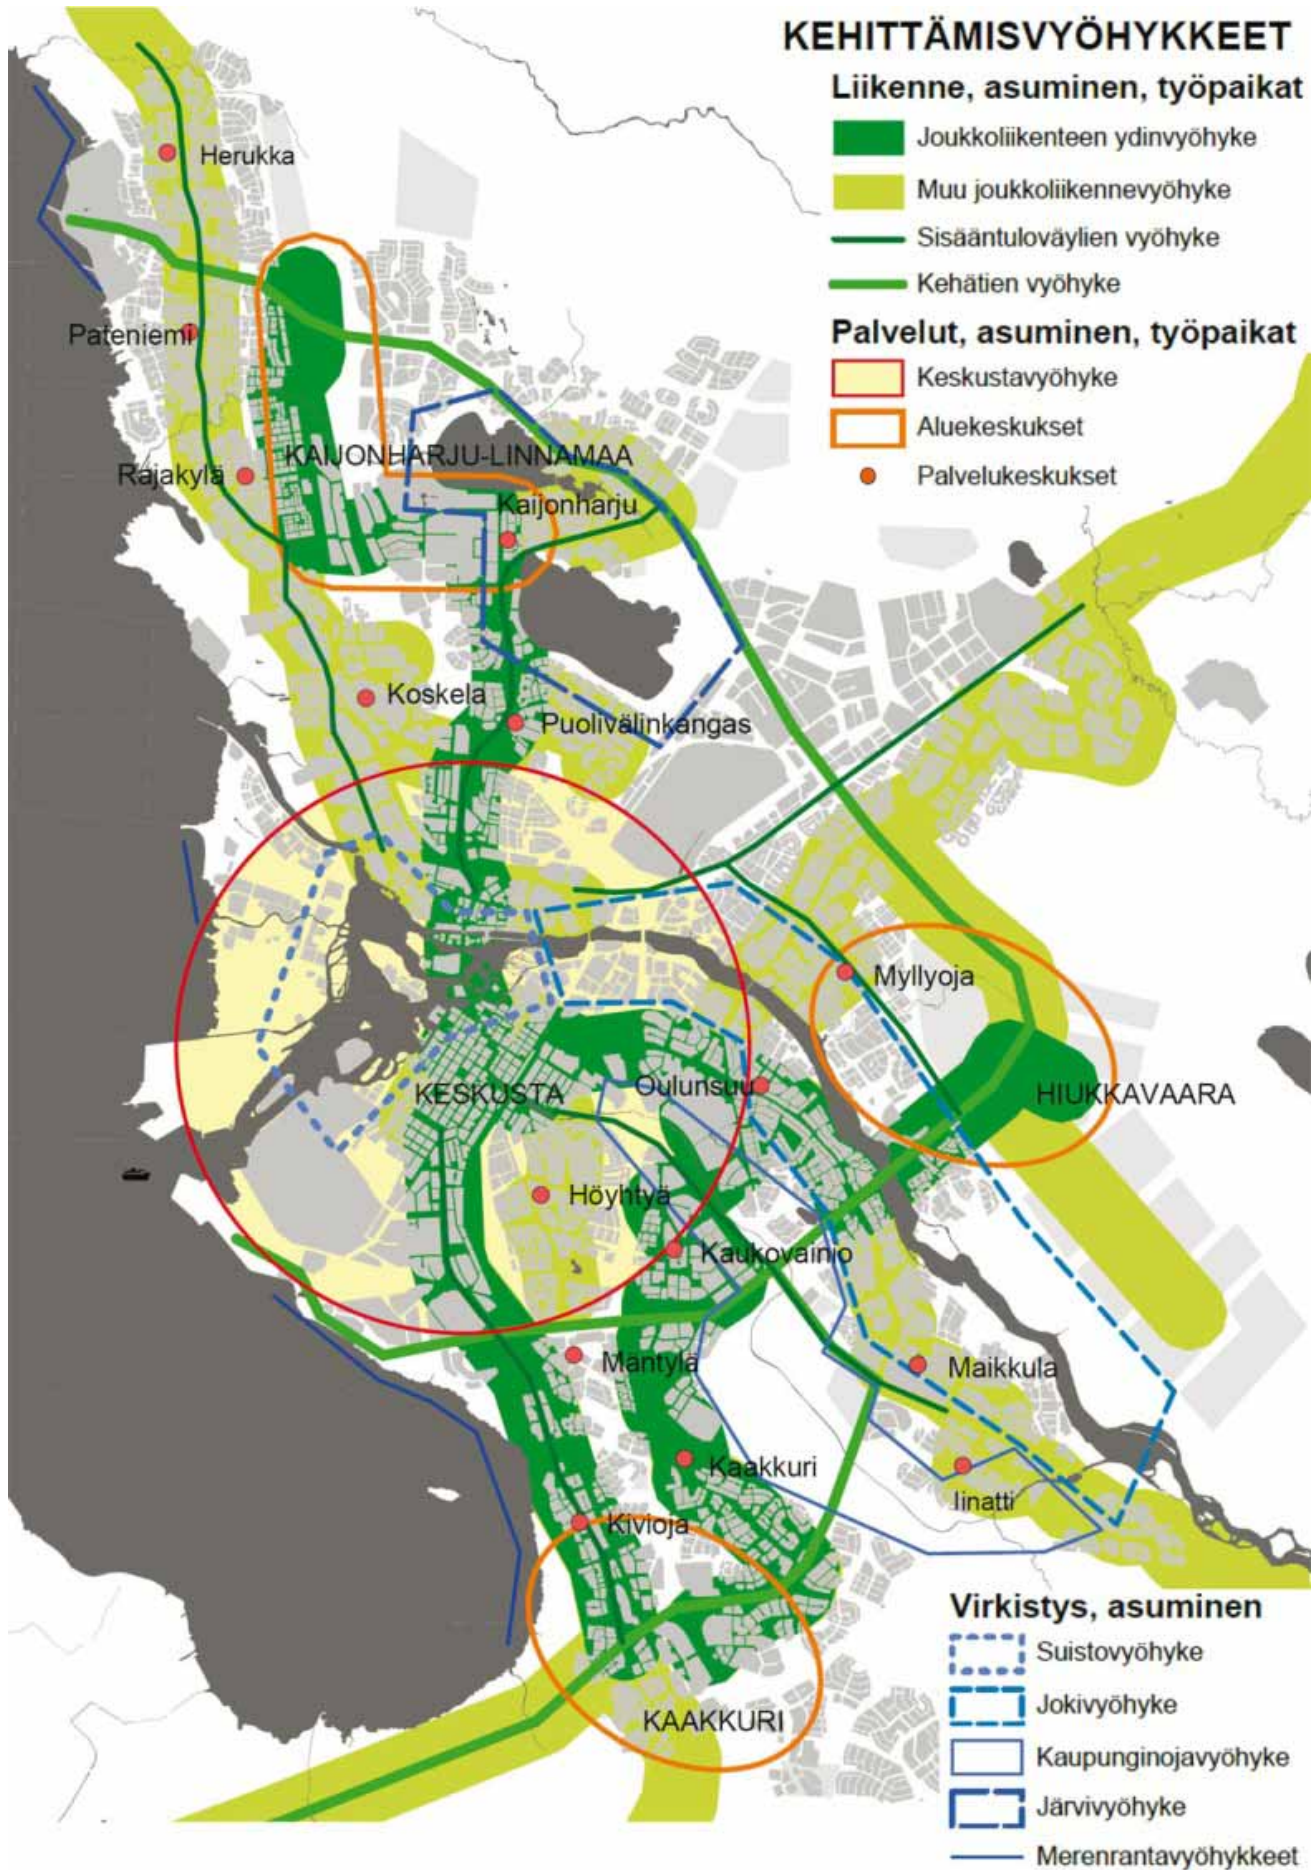 KEHITTÄMISVYÖHYKKEET
Liikenne, asuminen, työpaikat
Joukkoliikenteen ydinvyöhyke
Muu joukkoliikennevyöhyke
Sisääntuloväylien vyöhyke
Kehätien vyöhyke
Palvelut, asuminen, työpaikat
Keskustavyöhyke
Aluekeskukset
Palvelukeskukset
Herukka
Pateniemi
Rajakylä
KAIJONHARJU-LINNAMAA
Kaijonharju
Koskela
Puolivälinkangas
Myllyoja
KESKUSTA
Oulunsuu
HIUKKAVAARA
Höyhtyä
Kaukovainio
Mäntylä
Maikkula
Kaakkuri
Iinatti
Kivioja
KAAKKURI
Virkistys, asuminen
Suistovyöhyke
Jokivyöhyke
Kaupunginojavyöhyke
Järvivyöhyke
Merenrantavyöhykkeet